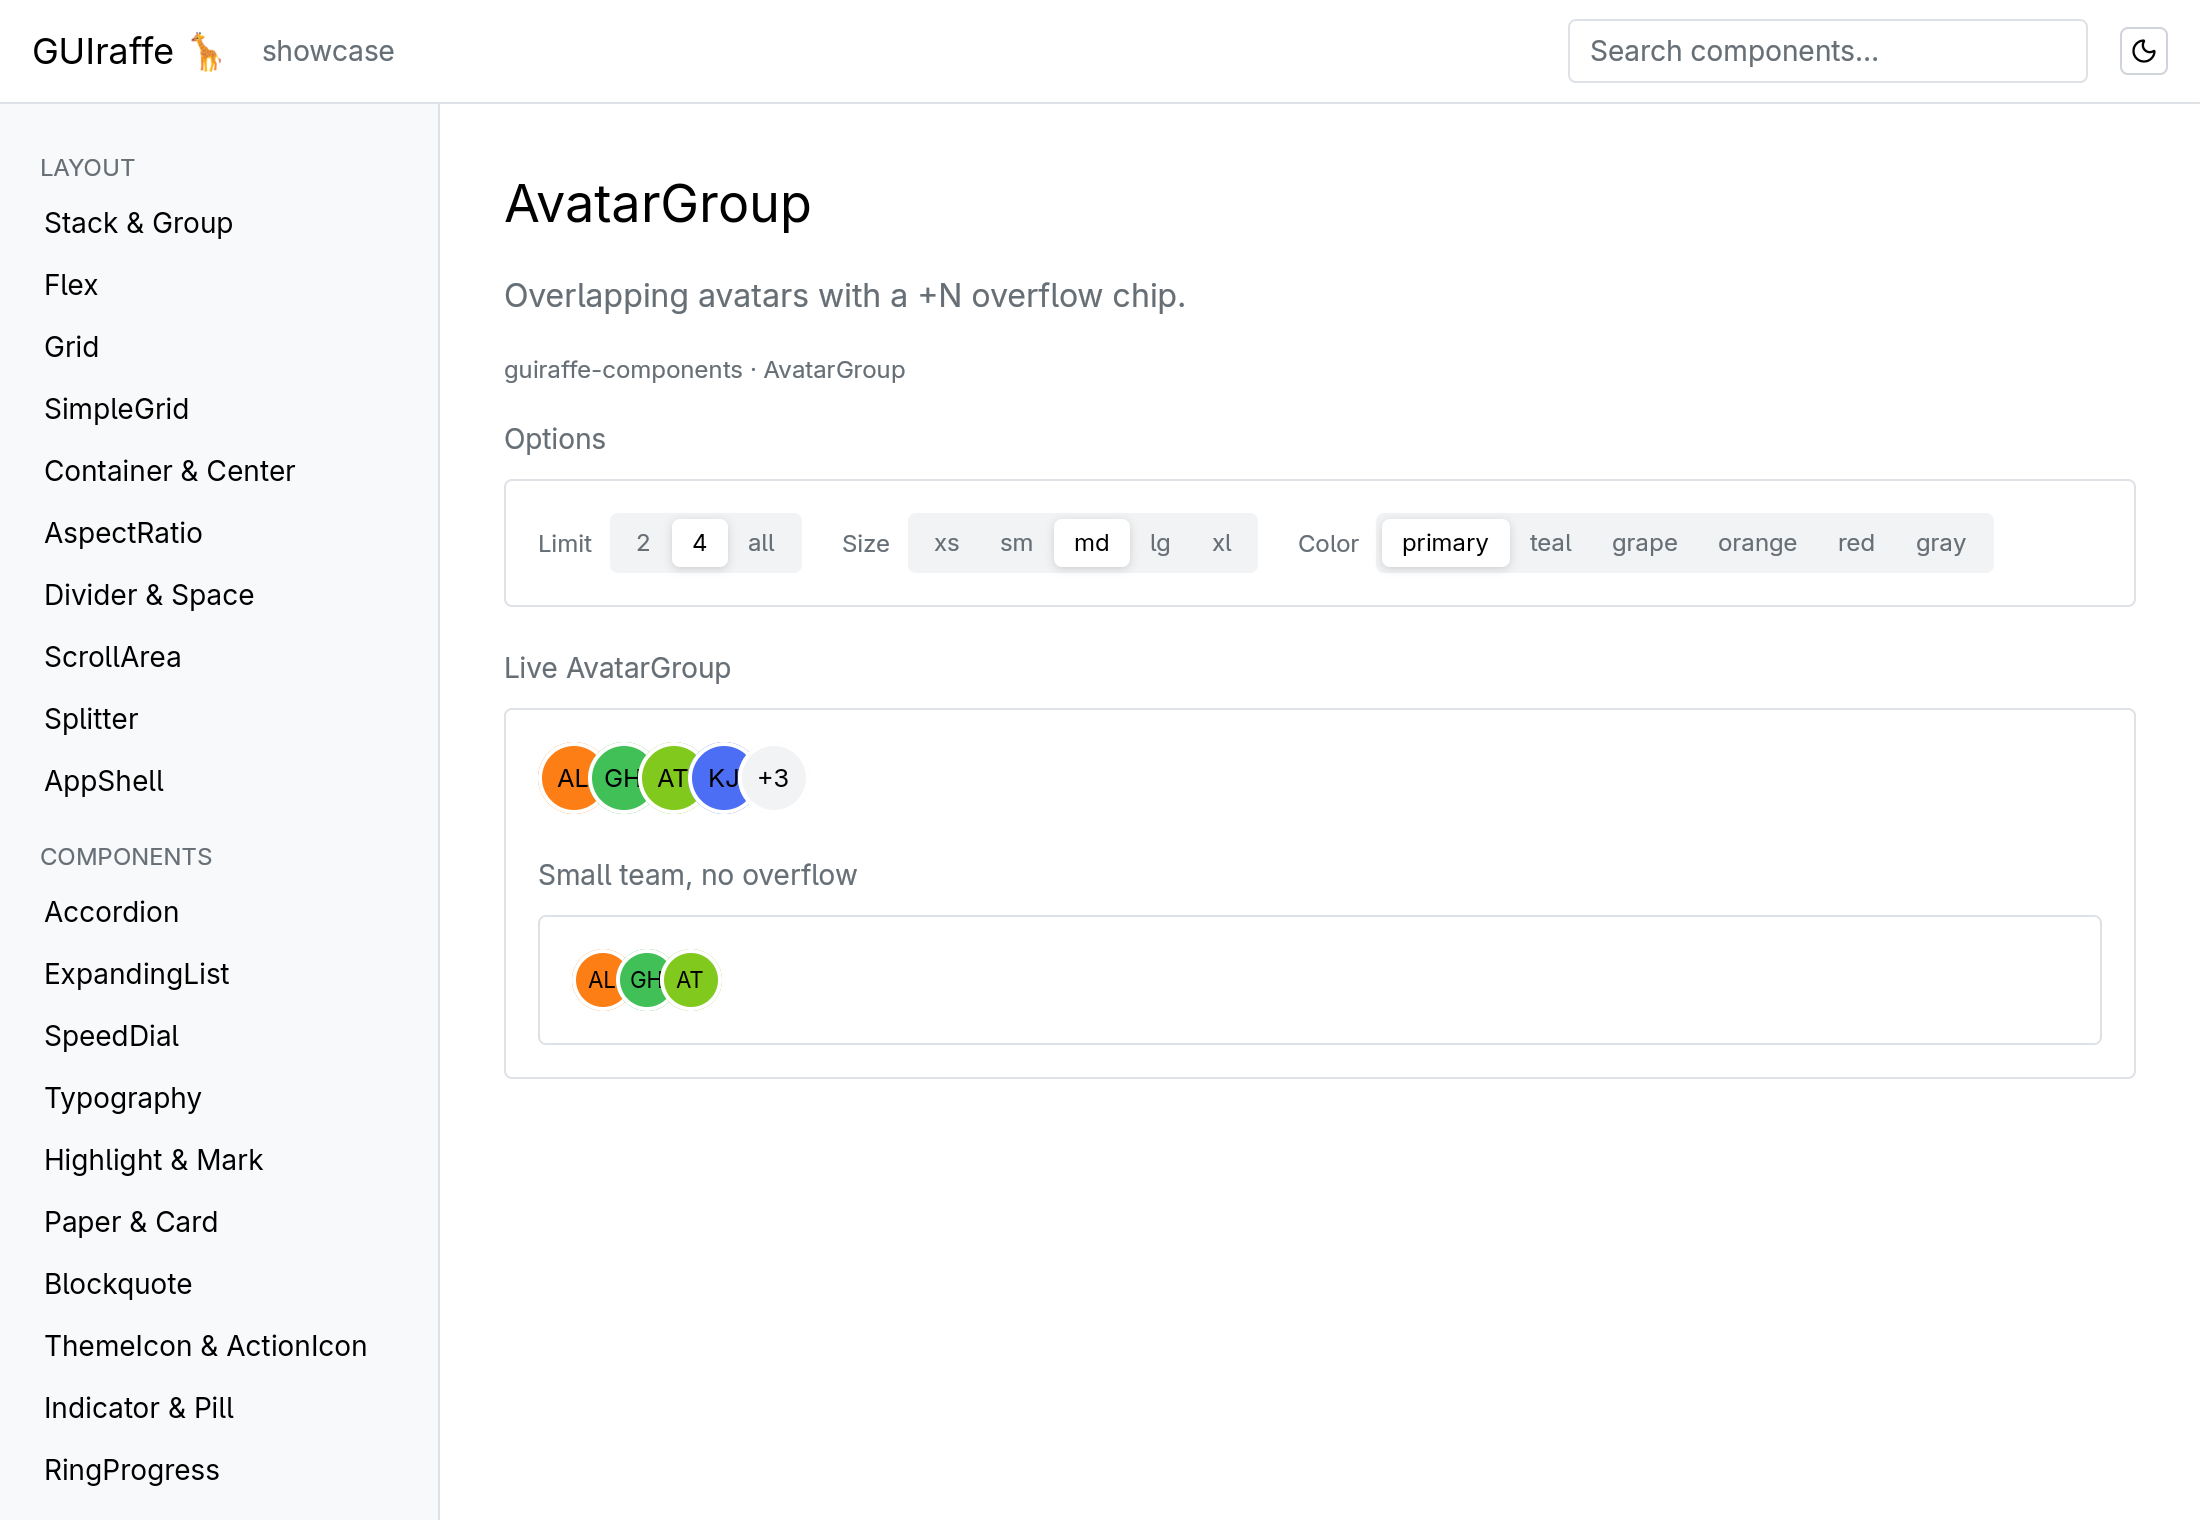 GUIraffe 🦒 showcase Search components...
LAYOUT
Stack & Group
Flex
Grid
SimpleGrid
Container & Center
AspectRatio
Divider & Space
ScrollArea
Splitter
AppShell
COMPONENTS
Accordion
ExpandingList
SpeedDial
Typography
Highlight & Mark
Paper & Card
Blockquote
ThemeIcon & ActionIcon
Indicator & Pill
RingProgress
AvatarGroup
Overlapping avatars with a +N overflow chip.
guiraffe-components · AvatarGroup
Options
Limit 2 4 all Size xs sm md lg xl Color primary teal grape orange red gray
Live AvatarGroup
AL GH AT KJ +3
Small team, no overflow
AL GH AT